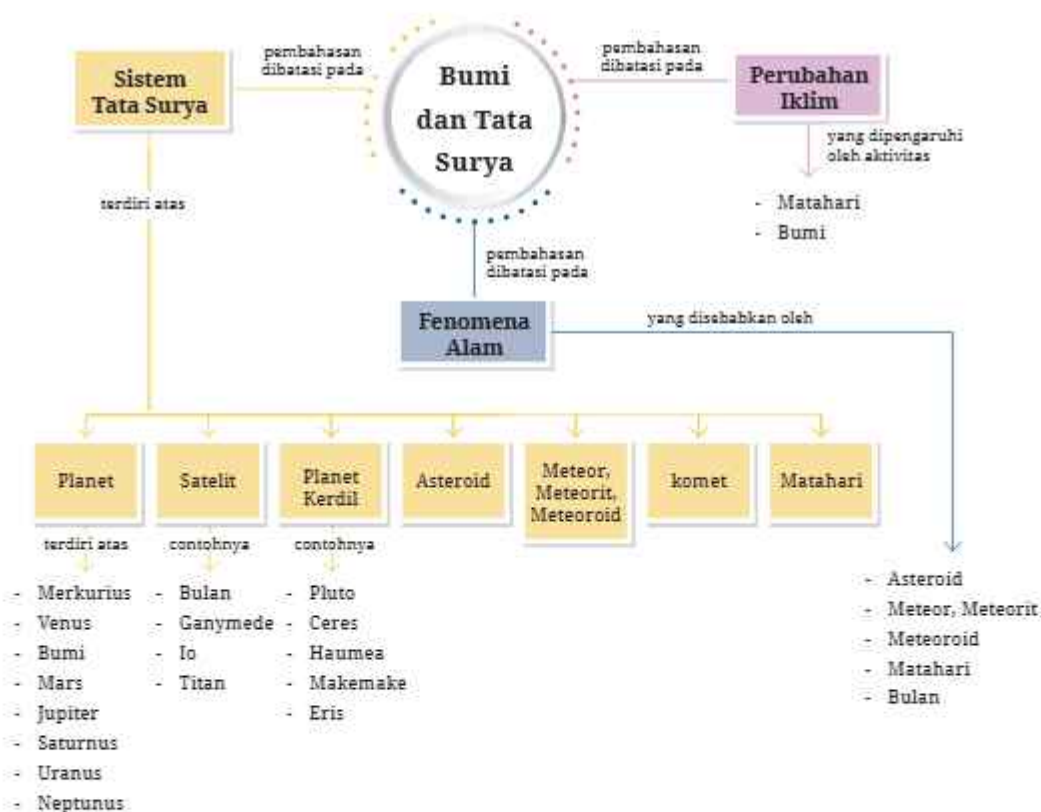 Bumi
dan Tata
Surya
pembahasan
dibatasi pada
Sistem
Tata Surya
terdiri atas
pembahasan
dibatasi pada
Perubahan
Iklim
yang dipengaruhi
oleh aktivitas
- Matahari
- Bumi
pembahasan
dibatasi pada
Fenomena
Alam
yang disebabkan oleh
Planet
Satelit
Planet
Kerdil
Asteroid
Meteor,
Meteorit,
Meteoroid
komet
Matahari
terdiri atas
- Merkurius
- Venus
- Bumi
- Mars
- Jupiter
- Saturnus
- Uranus
- Neptunus
contohnya
- Bulan
- Ganymede
- Io
- Titan
contohnya
- Pluto
- Ceres
- Haumea
- Makemake
- Eris
- Asteroid
- Meteor, Meteorit
- Meteoroid
- Matahari
- Bulan